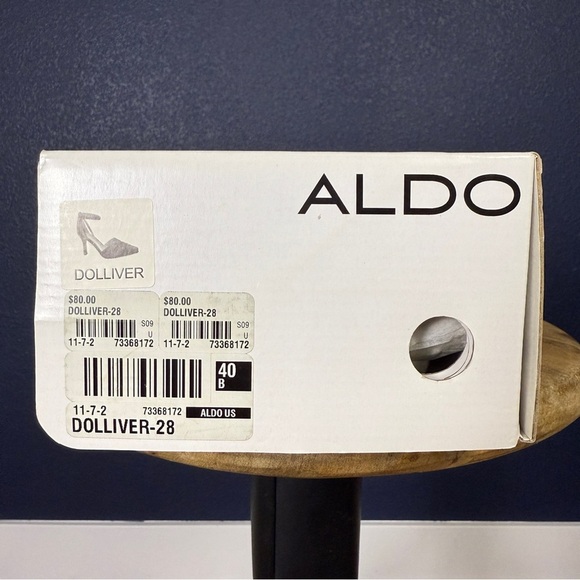 ALDO
DOLLIVER
$80.00
DOLLIVER-28
S09
U
11-7-2 73368172
$80.00
DOLLIVER-28
S09
U
11-7-2 73368172
40
B
11-7-2 73368172 ALDO US
DOLLIVER-28